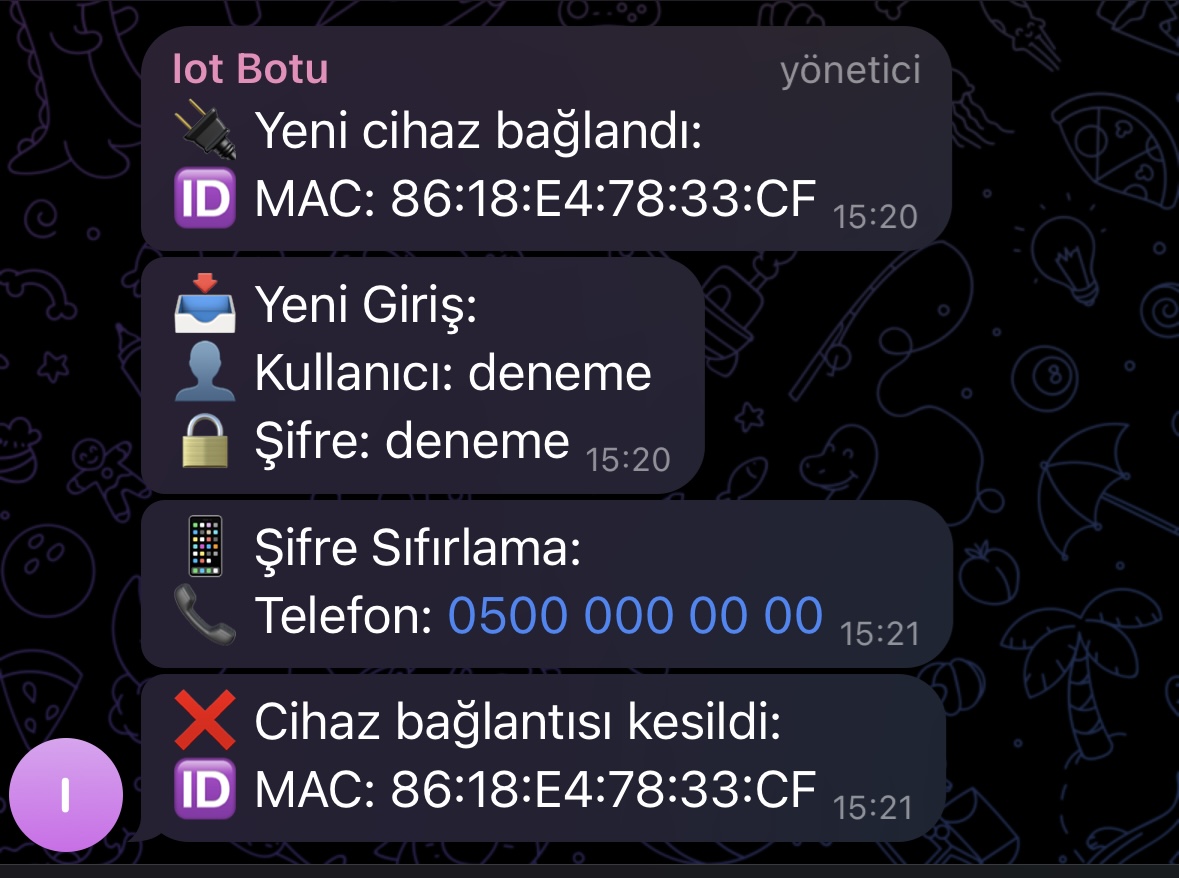 Iot Botu yönetici
Yeni cihaz bağlandı:
🆔 MAC: 86:18:E4:78:33:CF 15:20
Yeni Giriş:
Kullanıcı: deneme
Şifre: deneme 15:20
Şifre Sıfırlama:
Telefon: 0500 000 00 00 15:21
Cihaz bağlantısı kesildi:
🆔 MAC: 86:18:E4:78:33:CF 15:21
I